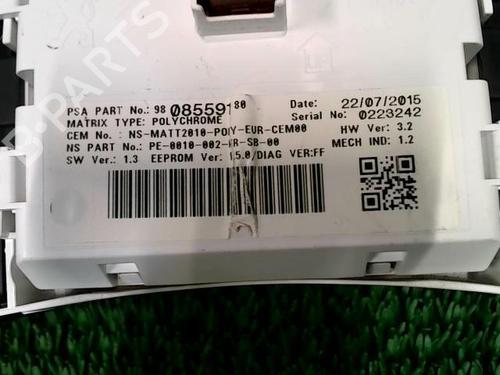 PSA PART No.: 98 08559180 Date: 22/07/2015
MATRIX TYPE: POLYCHROME Serial No: 0223242
CEM No. : NS-MATT2010-POLY-EUR-CEM00 HW Ver: 3.2
NS PART No.: PE-0010-002-VR-SB-00 MECH IND: 1.2
SW Ver.: 1.3 EEPROM Ver: 15.0/DIAG VER:FF